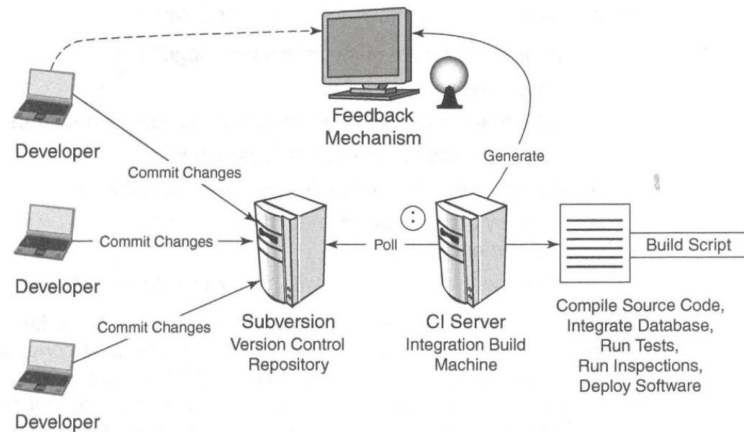 Feedback
Mechanism
Developer
Generate
Commit Changes
Commit Changes
Poll
Build Script
Developer
Commit Changes
Subversion
Version Control
Repository
CI Server
Integration Build
Machine
Compile Source Code,
Integrate Database,
Run Tests,
Run Inspections,
Deploy Software
Developer